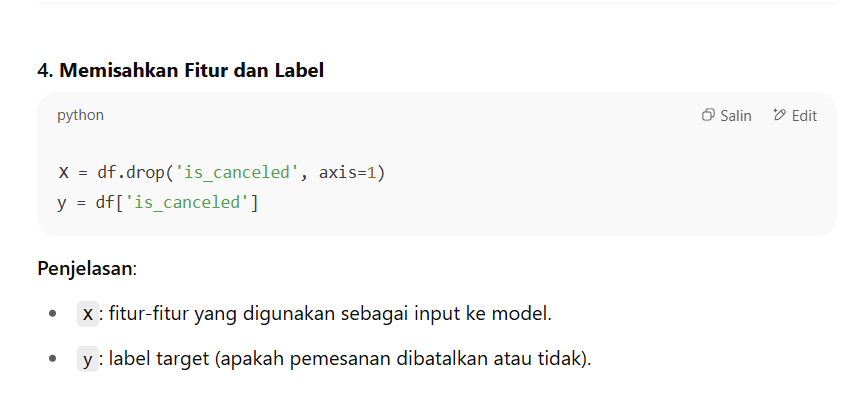 4. Memisahkan Fitur dan Label
python
Salin
Edit
X = df.drop('is_canceled', axis=1)
y = df['is_canceled']
Penjelasan:
• X : fitur-fitur yang digunakan sebagai input ke model.
• y : label target (apakah pemesanan dibatalkan atau tidak).